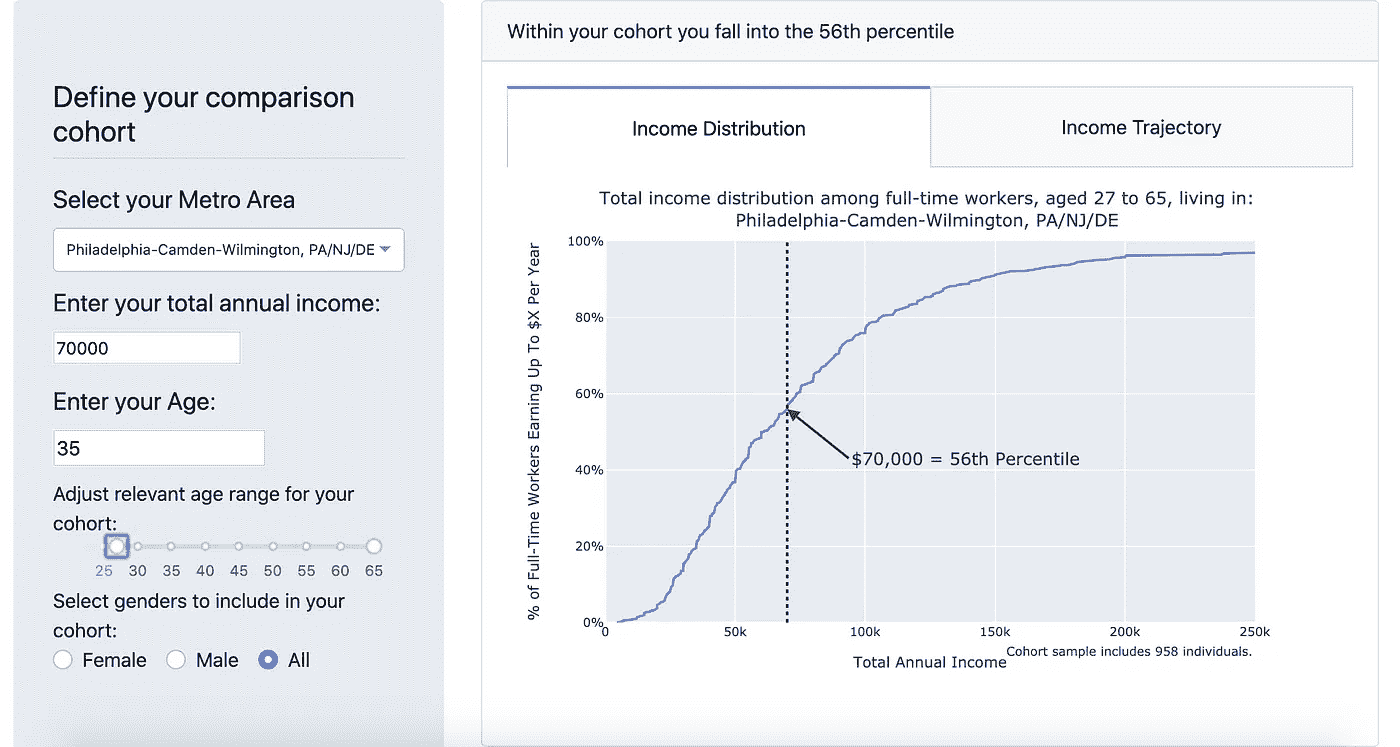 Define your comparison
cohort
Select your Metro Area
Philadelphia-Camden-Wilmington, PA/NJ/DE
Enter your total annual income:
70000
Enter your Age:
35
Adjust relevant age range for your
cohort:
25 30 35 40 45 50 55 60 65
Select genders to include in your
cohort:
Female Male All
Within your cohort you fall into the 56th percentile
Income Distribution
Income Trajectory
Total income distribution among full-time workers, aged 27 to 65, living in:
Philadelphia-Camden-Wilmington, PA/NJ/DE
% of Full-Time Workers Earning Up To $X Per Year
100%
80%
60%
40%
20%
0%
$70,000 = 56th Percentile
0 50k 100k 150k 200k 250k
Total Annual Income
Cohort sample includes 958 individuals.